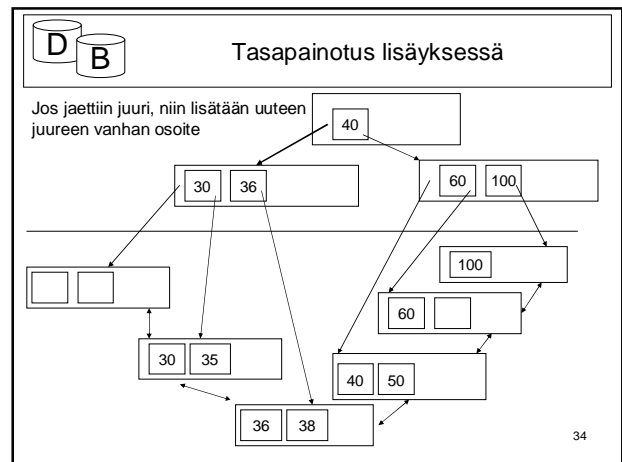 D
B
Tasapainotus lisäyksessä
Jos jaettiin juuri, niin lisätään uuteen
juureen vanhan osoite
40
30 36
60 100
100
60
30 35
40 50
36 38
34